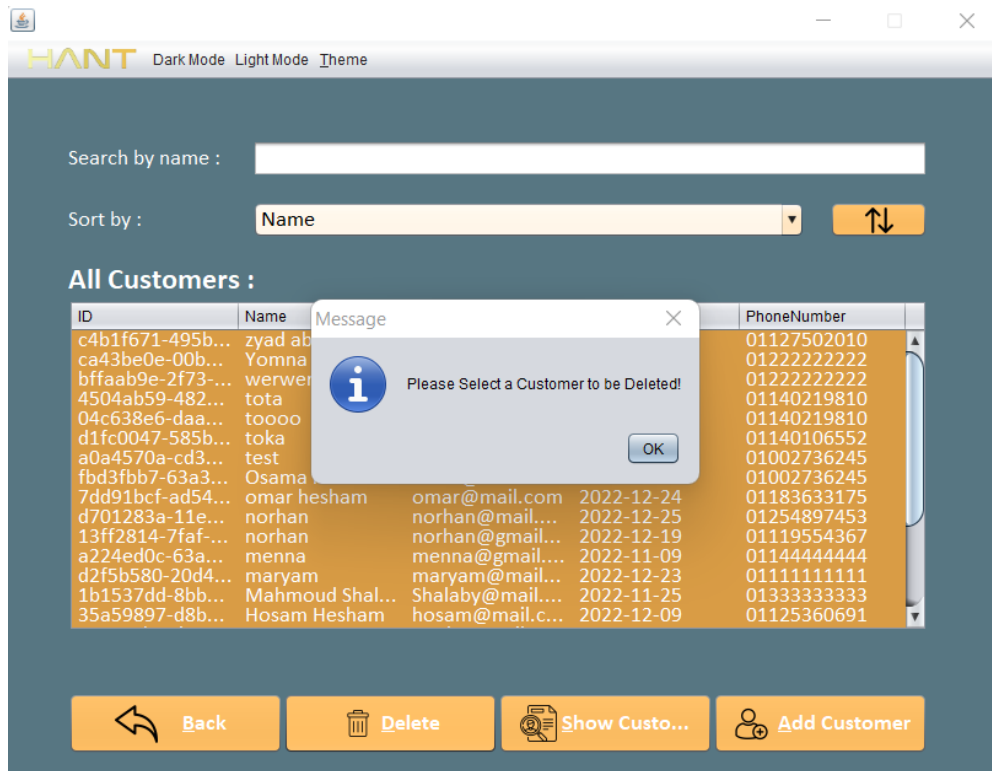 HANT Dark Mode Light Mode Theme
Search by name :
Sort by :
Name
All Customers :
ID Name PhoneNumber
Message
Please Select a Customer to be Deleted!
OK
c4b1f671-495b... zyad ab 01127502010
ca43be0e-00b... Yomna 01222222222
bffaab9e-2f73-... werwer 01222222222
4504ab59-482... tota 01140219810
04c638e6-daa... toooo 01140219810
d1fc0047-585b... toka 01140106552
a0a4570a-cd3... test 01002736245
fbd3fbb7-63a3... Osama 01002736245
7dd91bcf-ad54... omar hesham omar@mail.com 2022-12-24 01183633175
d701283a-11e... norhan norhan@mail.... 2022-12-25 01254897453
13ff2814-7faf-... norhan norhan@gmail... 2022-12-19 01119554367
a224ed0c-63a... menna menna@gmail.... 2022-11-09 01144444444
d2f5b580-20d4... maryam maryam@mail... 2022-12-23 01111111111
1b1537dd-8bb... Mahmoud Shal... Shalaby@mail.... 2022-11-25 01333333333
35a59897-d8b... Hosam Hesham hosam@mail.c... 2022-12-09 01125360691
Back Delete Show Custo... Add Customer